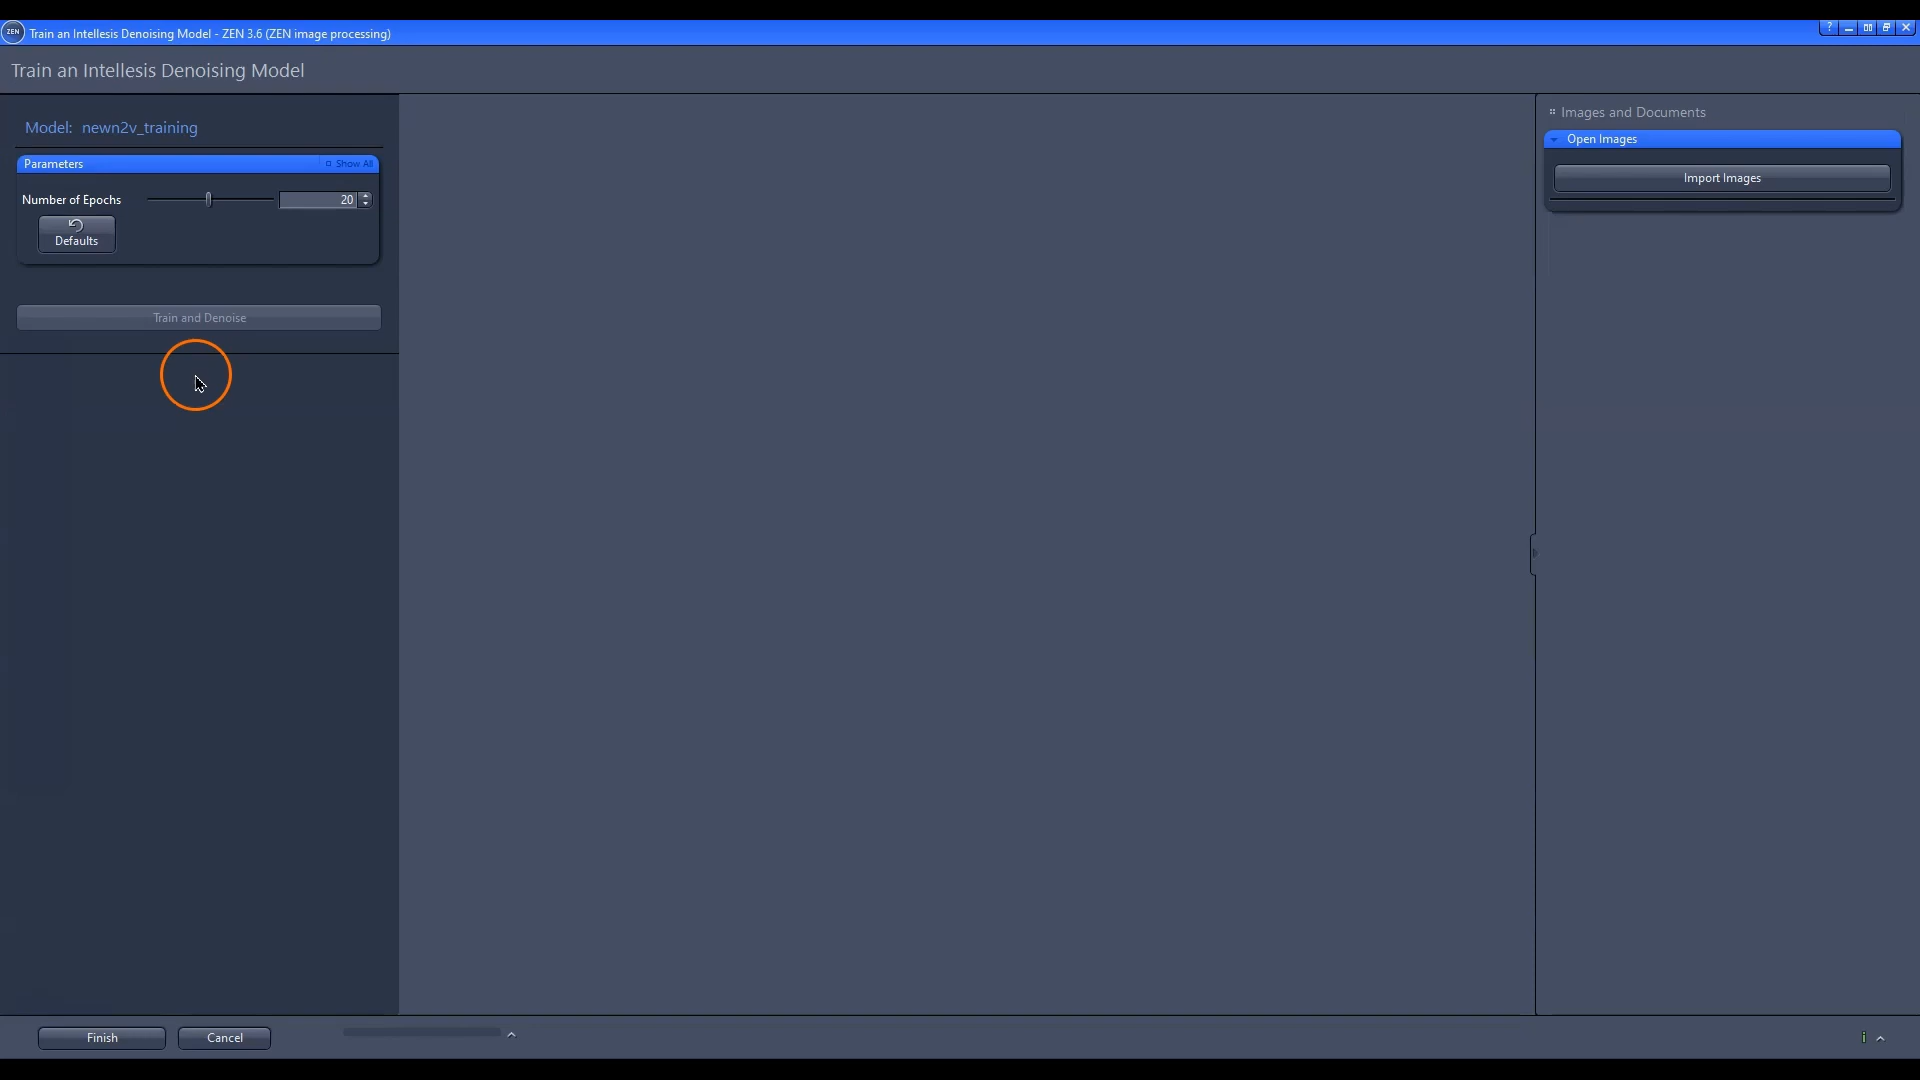 ZEN
Train an Intellesis Denoising Model - ZEN 3.6 (ZEN image processing)
?
Train an Intellesis Denoising Model
Model: newn2v_training
Parameters
Show All
Number of Epochs
20
Defaults
Train and Denoise
Images and Documents
Open Images
Import Images
Finish
Cancel
i